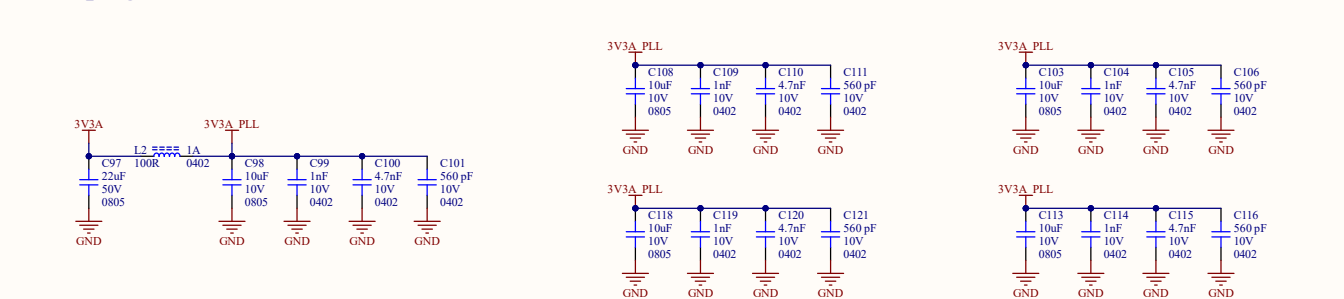 3V3A
3V3A_PLL
L2
100R
1A
0402
C97
22uF
50V
0805
GND
C98
10uF
10V
0805
GND
C99
1nF
10V
0402
GND
C100
4.7nF
10V
0402
GND
C101
560 pF
10V
0402
GND
3V3A_PLL
C108
10uF
10V
0805
GND
C109
1nF
10V
0402
GND
C110
4.7nF
10V
0402
GND
C111
560 pF
10V
0402
GND
3V3A_PLL
C103
10uF
10V
0805
GND
C104
1nF
10V
0402
GND
C105
4.7nF
10V
0402
GND
C106
560 pF
10V
0402
GND
3V3A_PLL
C118
10uF
10V
0805
GND
C119
1nF
10V
0402
GND
C120
4.7nF
10V
0402
GND
C121
560 pF
10V
0402
GND
3V3A_PLL
C113
10uF
10V
0805
GND
C114
1nF
10V
0402
GND
C115
4.7nF
10V
0402
GND
C116
560 pF
10V
0402
GND